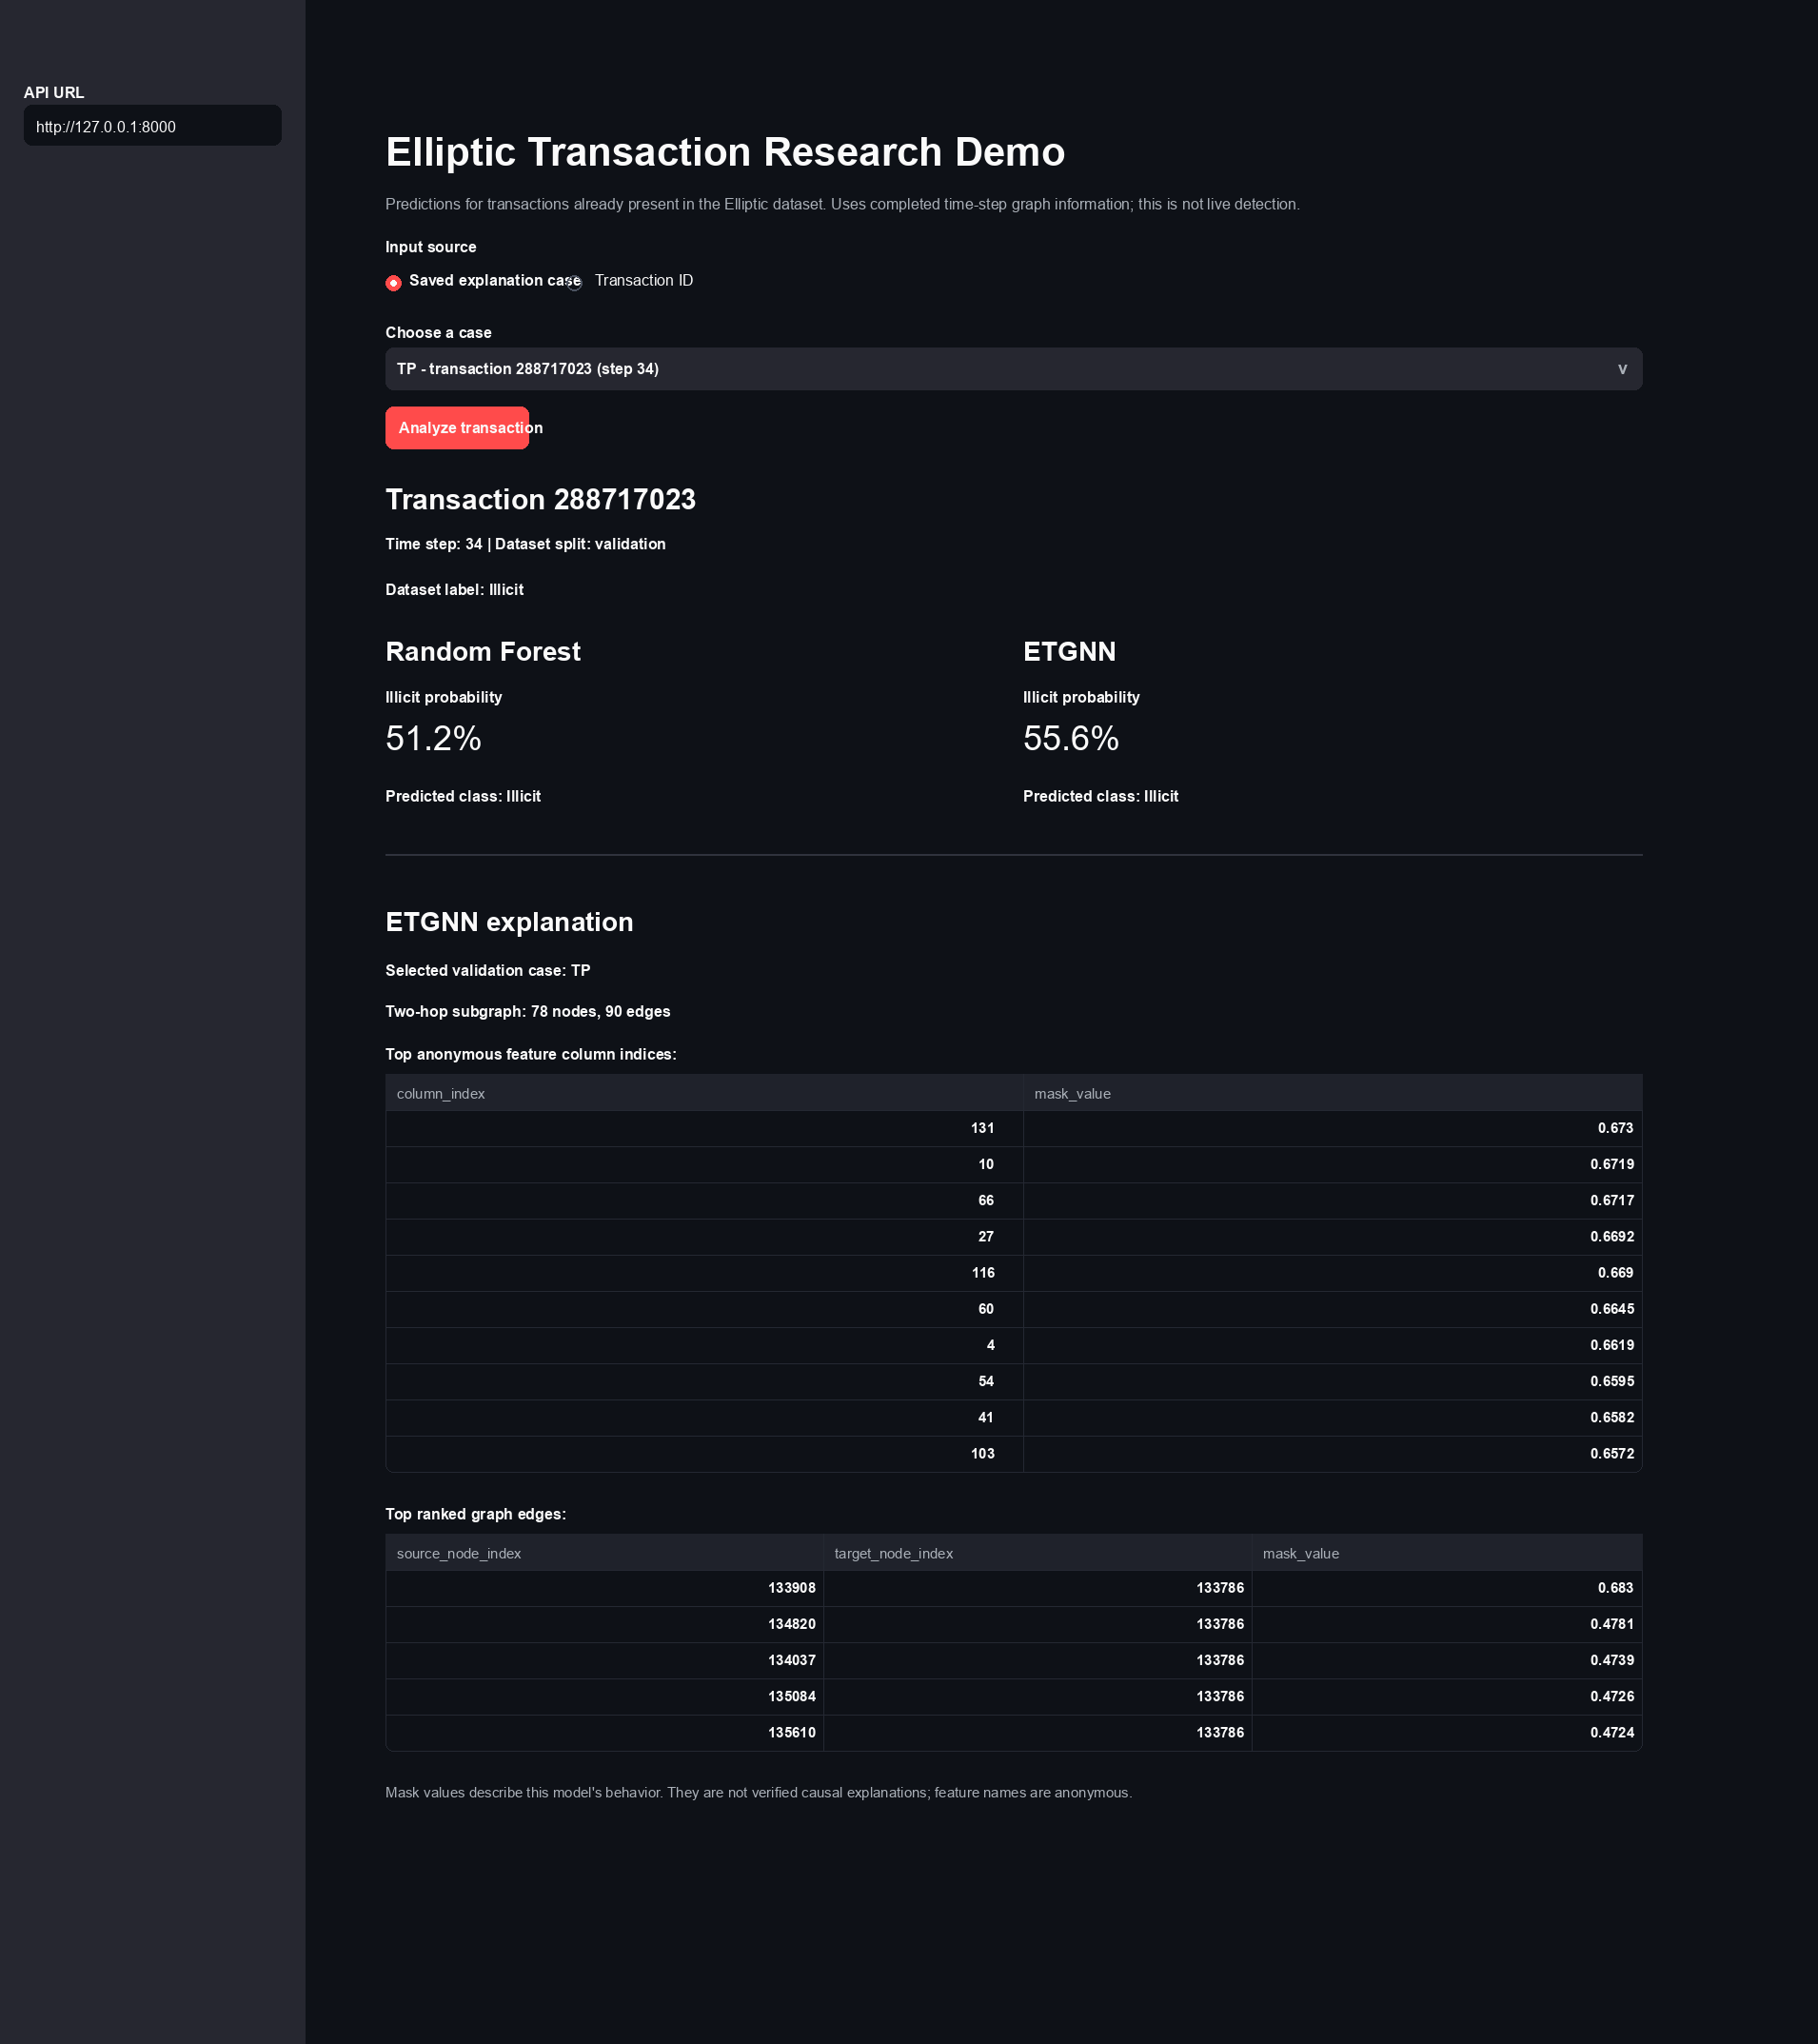 API URL
http://127.0.0.1:8000
Elliptic Transaction Research Demo
Predictions for transactions already present in the Elliptic dataset. Uses completed time-step graph information; this is not live detection.
Input source
Saved explanation case Transaction ID
Choose a case
TP - transaction 288717023 (step 34) v
Analyze transaction
Transaction 288717023
Time step: 34 | Dataset split: validation
Dataset label: Illicit
Random Forest ETGNN
Illicit probability Illicit probability
51.2% 55.6%
Predicted class: Illicit Predicted class: Illicit
ETGNN explanation
Selected validation case: TP
Two-hop subgraph: 78 nodes, 90 edges
Top anonymous feature column indices:
column_index mask_value
131 0.673
10 0.6719
66 0.6717
27 0.6692
116 0.669
60 0.6645
4 0.6619
54 0.6595
41 0.6582
103 0.6572
Top ranked graph edges:
source_node_index target_node_index mask_value
133908 133786 0.683
134820 133786 0.4781
134037 133786 0.4739
135084 133786 0.4726
135610 133786 0.4724
Mask values describe this model's behavior. They are not verified causal explanations; feature names are anonymous.